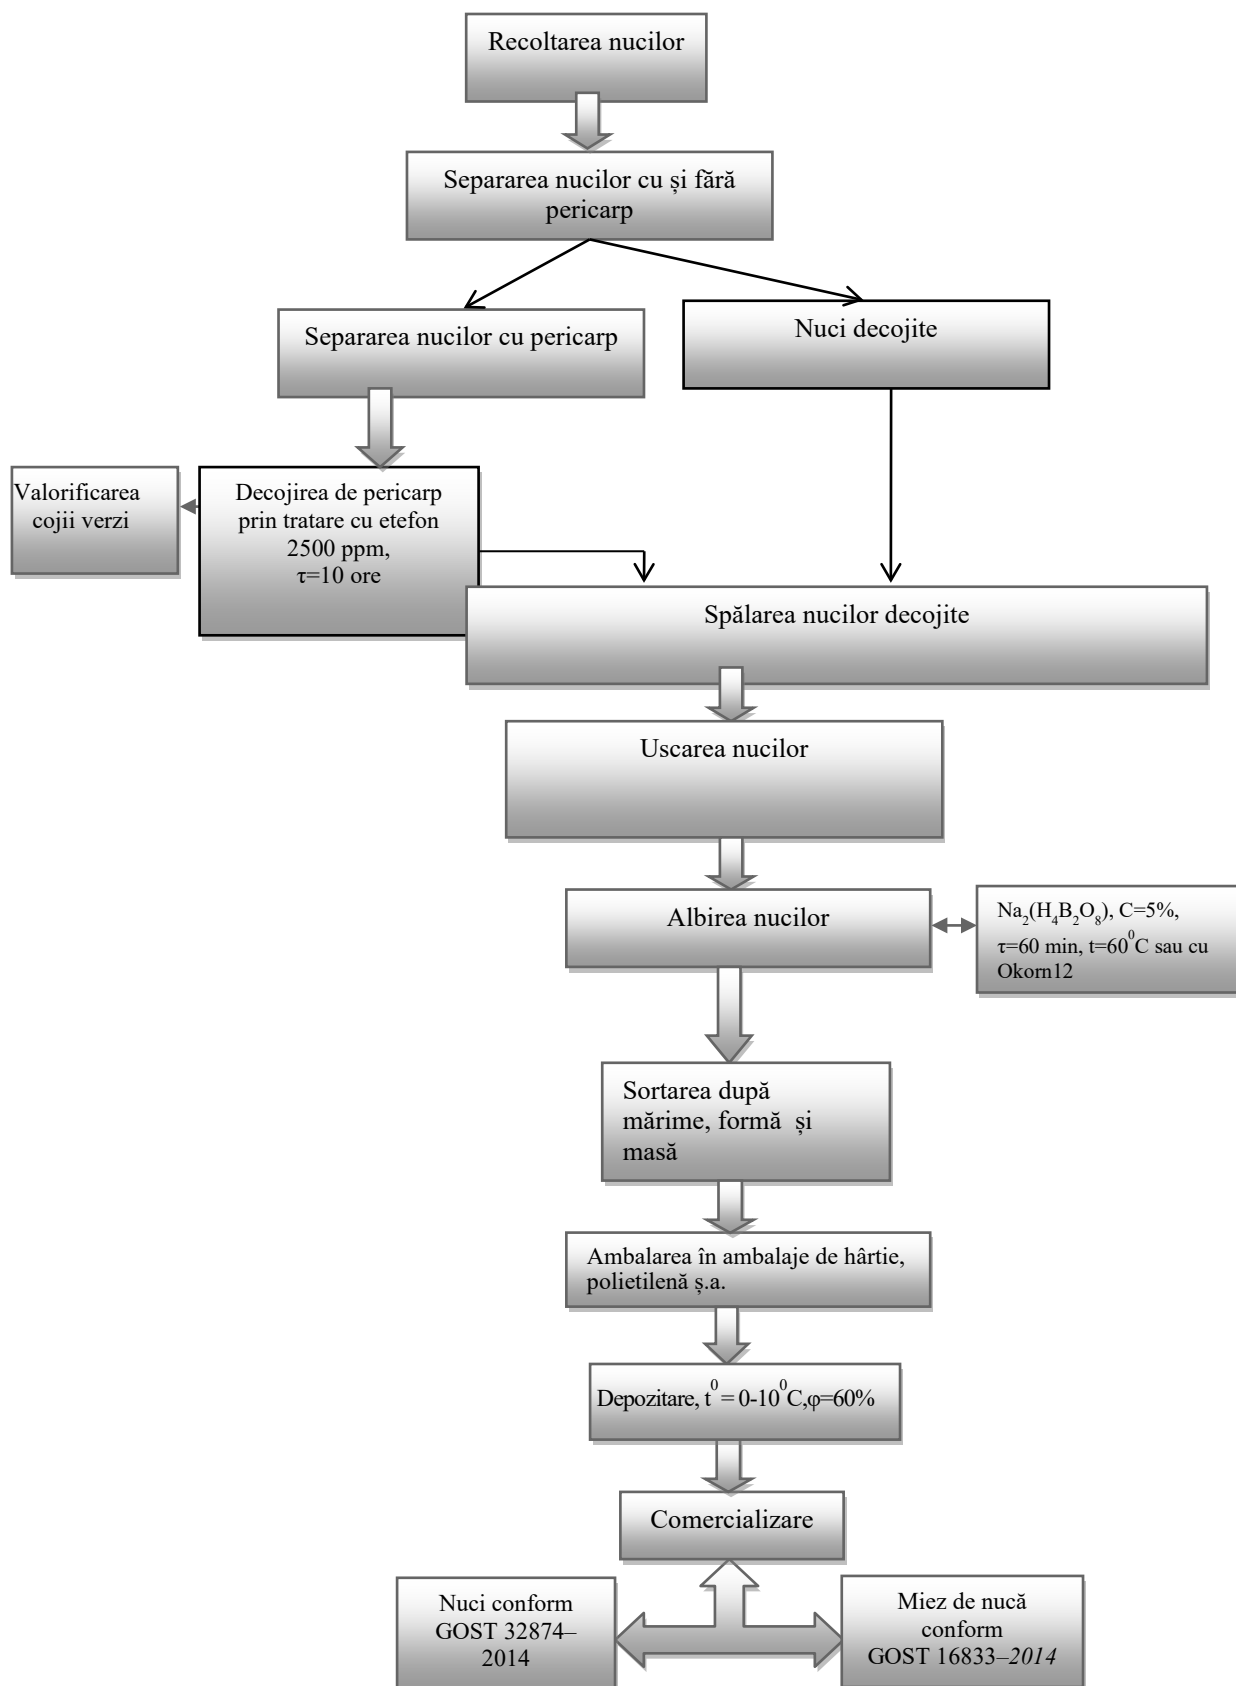 Recoltarea nucilor
Separarea nucilor cu și fără
pericarp
Separarea nucilor cu pericarp
Nuci decojite
Valorificarea
cojii verzi
Decojirea de pericarp
prin tratare cu etefon
2500 ppm,
τ=10 ore
Spălarea nucilor decojite
Uscarea nucilor
Albirea nucilor
Na₂(H₄B₂O₈), C=5%,
τ=60 min, t=60⁰C sau cu
Okorn12
Sortarea după
mărime, formă și
masă
Ambalarea în ambalaje de hârtie,
polietilenă ș.a.
Depozitare, t⁰ = 0-10⁰C,φ=60%
Comercializare
Nuci conform
GOST 32874–
2014
Miez de nucă
conform
GOST 16833–2014